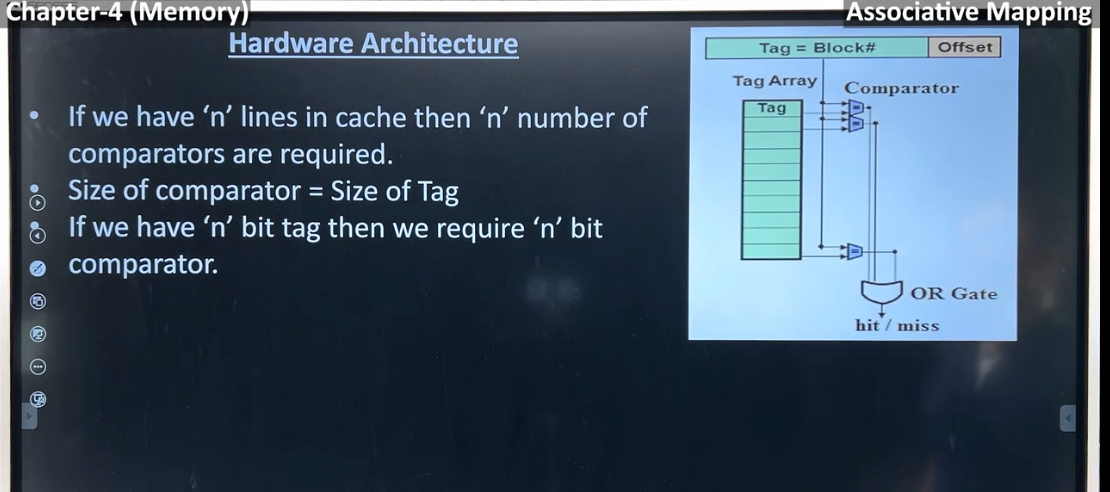 Chapter-4 (Memory)
Associative Mapping
Hardware Architecture
• If we have ‘n’ lines in cache then ‘n’ number of
comparators are required.
• Size of comparator = Size of Tag
• If we have ‘n’ bit tag then we require ‘n’ bit
comparator.
Tag = Block# Offset
Tag Array
Comparator
Tag
=
=
=
OR Gate
hit / miss